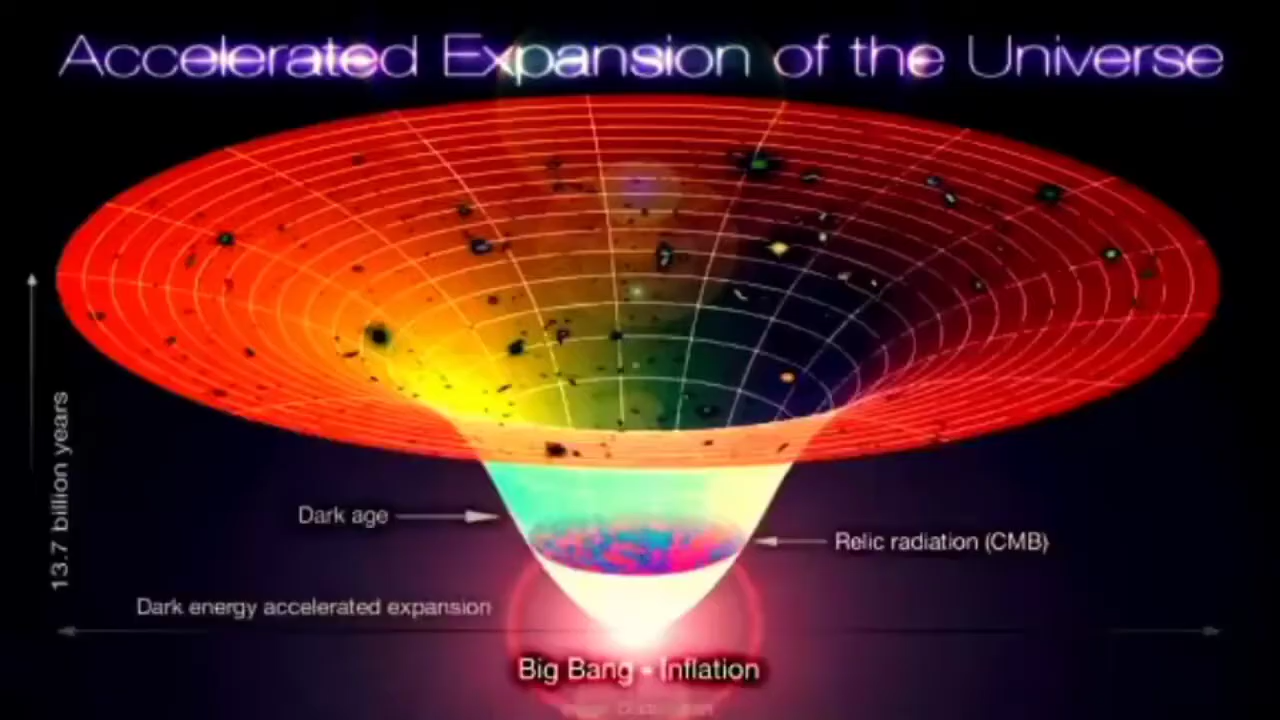 Accelerated Expansion of the Universe
13.7 billion years
Dark age
Relic radiation (CMB)
Dark energy accelerated expansion
Big Bang - Inflation